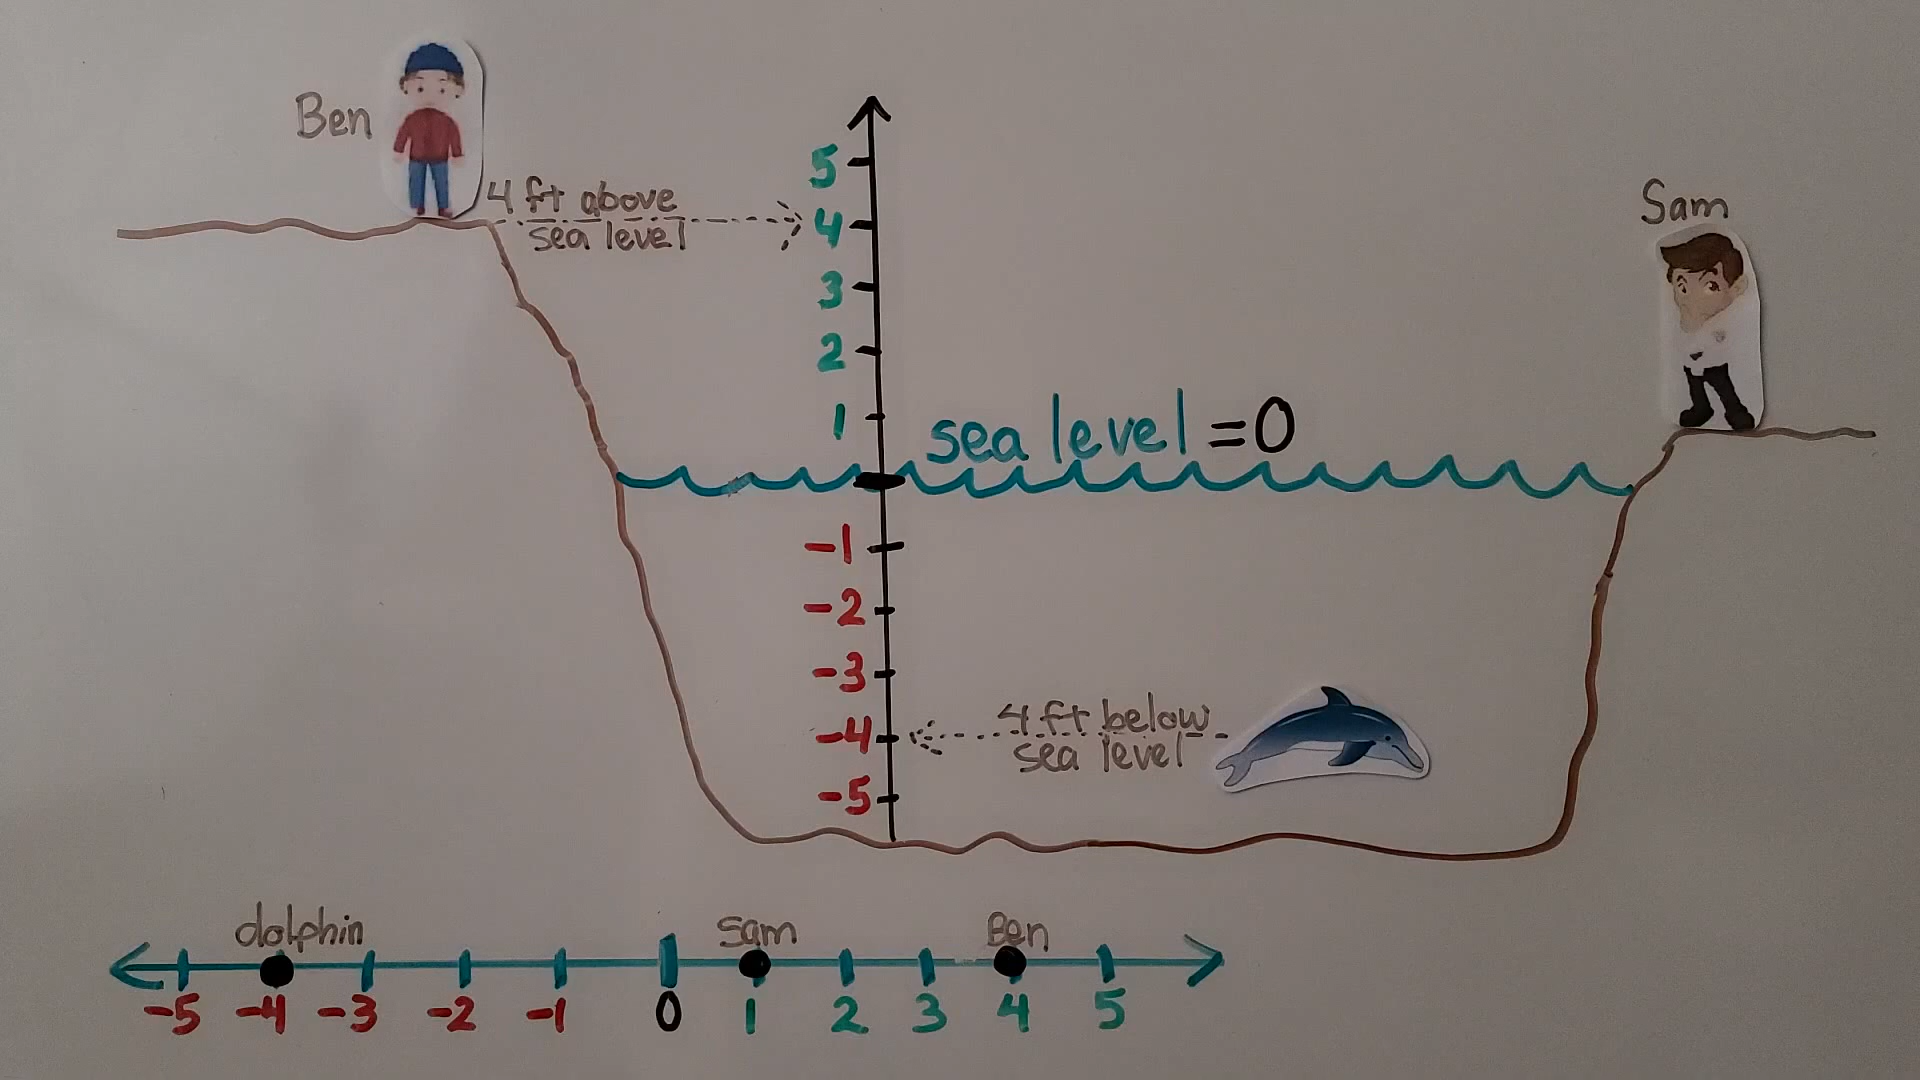 Ben
4 ft above
sea level
Sam
5
4
3
2
1
sea level = 0
-1
-2
-3
-4
-5
4 ft below
sea level
dolphin
Sam
Ben
-5 -4 -3 -2 -1 0 1 2 3 4 5